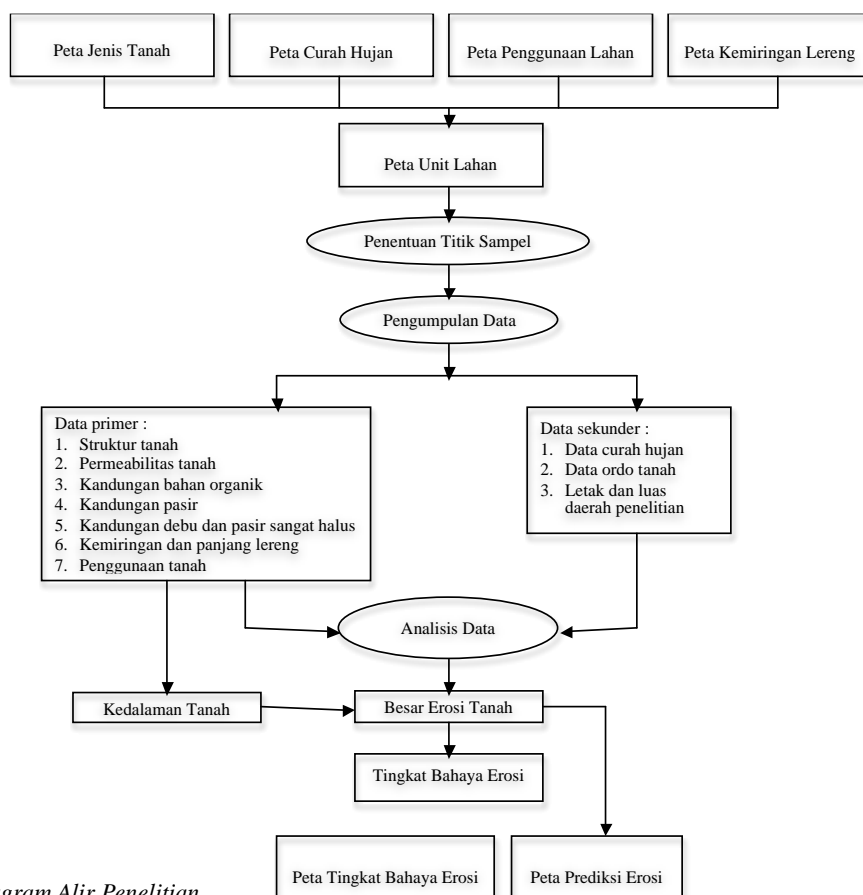 Peta Jenis Tanah
Peta Curah Hujan
Peta Penggunaan Lahan
Peta Kemiringan Lereng
Peta Unit Lahan
Penentuan Titik Sampel
Pengumpulan Data
Data primer :
1. Struktur tanah
2. Permeabilitas tanah
3. Kandungan bahan organik
4. Kandungan pasir
5. Kandungan debu dan pasir sangat halus
6. Kemiringan dan panjang lereng
7. Penggunaan tanah
Data sekunder :
1. Data curah hujan
2. Data ordo tanah
3. Letak dan luas
daerah penelitian
Analisis Data
Kedalaman Tanah
Besar Erosi Tanah
Tingkat Bahaya Erosi
Peta Tingkat Bahaya Erosi
Peta Prediksi Erosi
Alir Penelitian